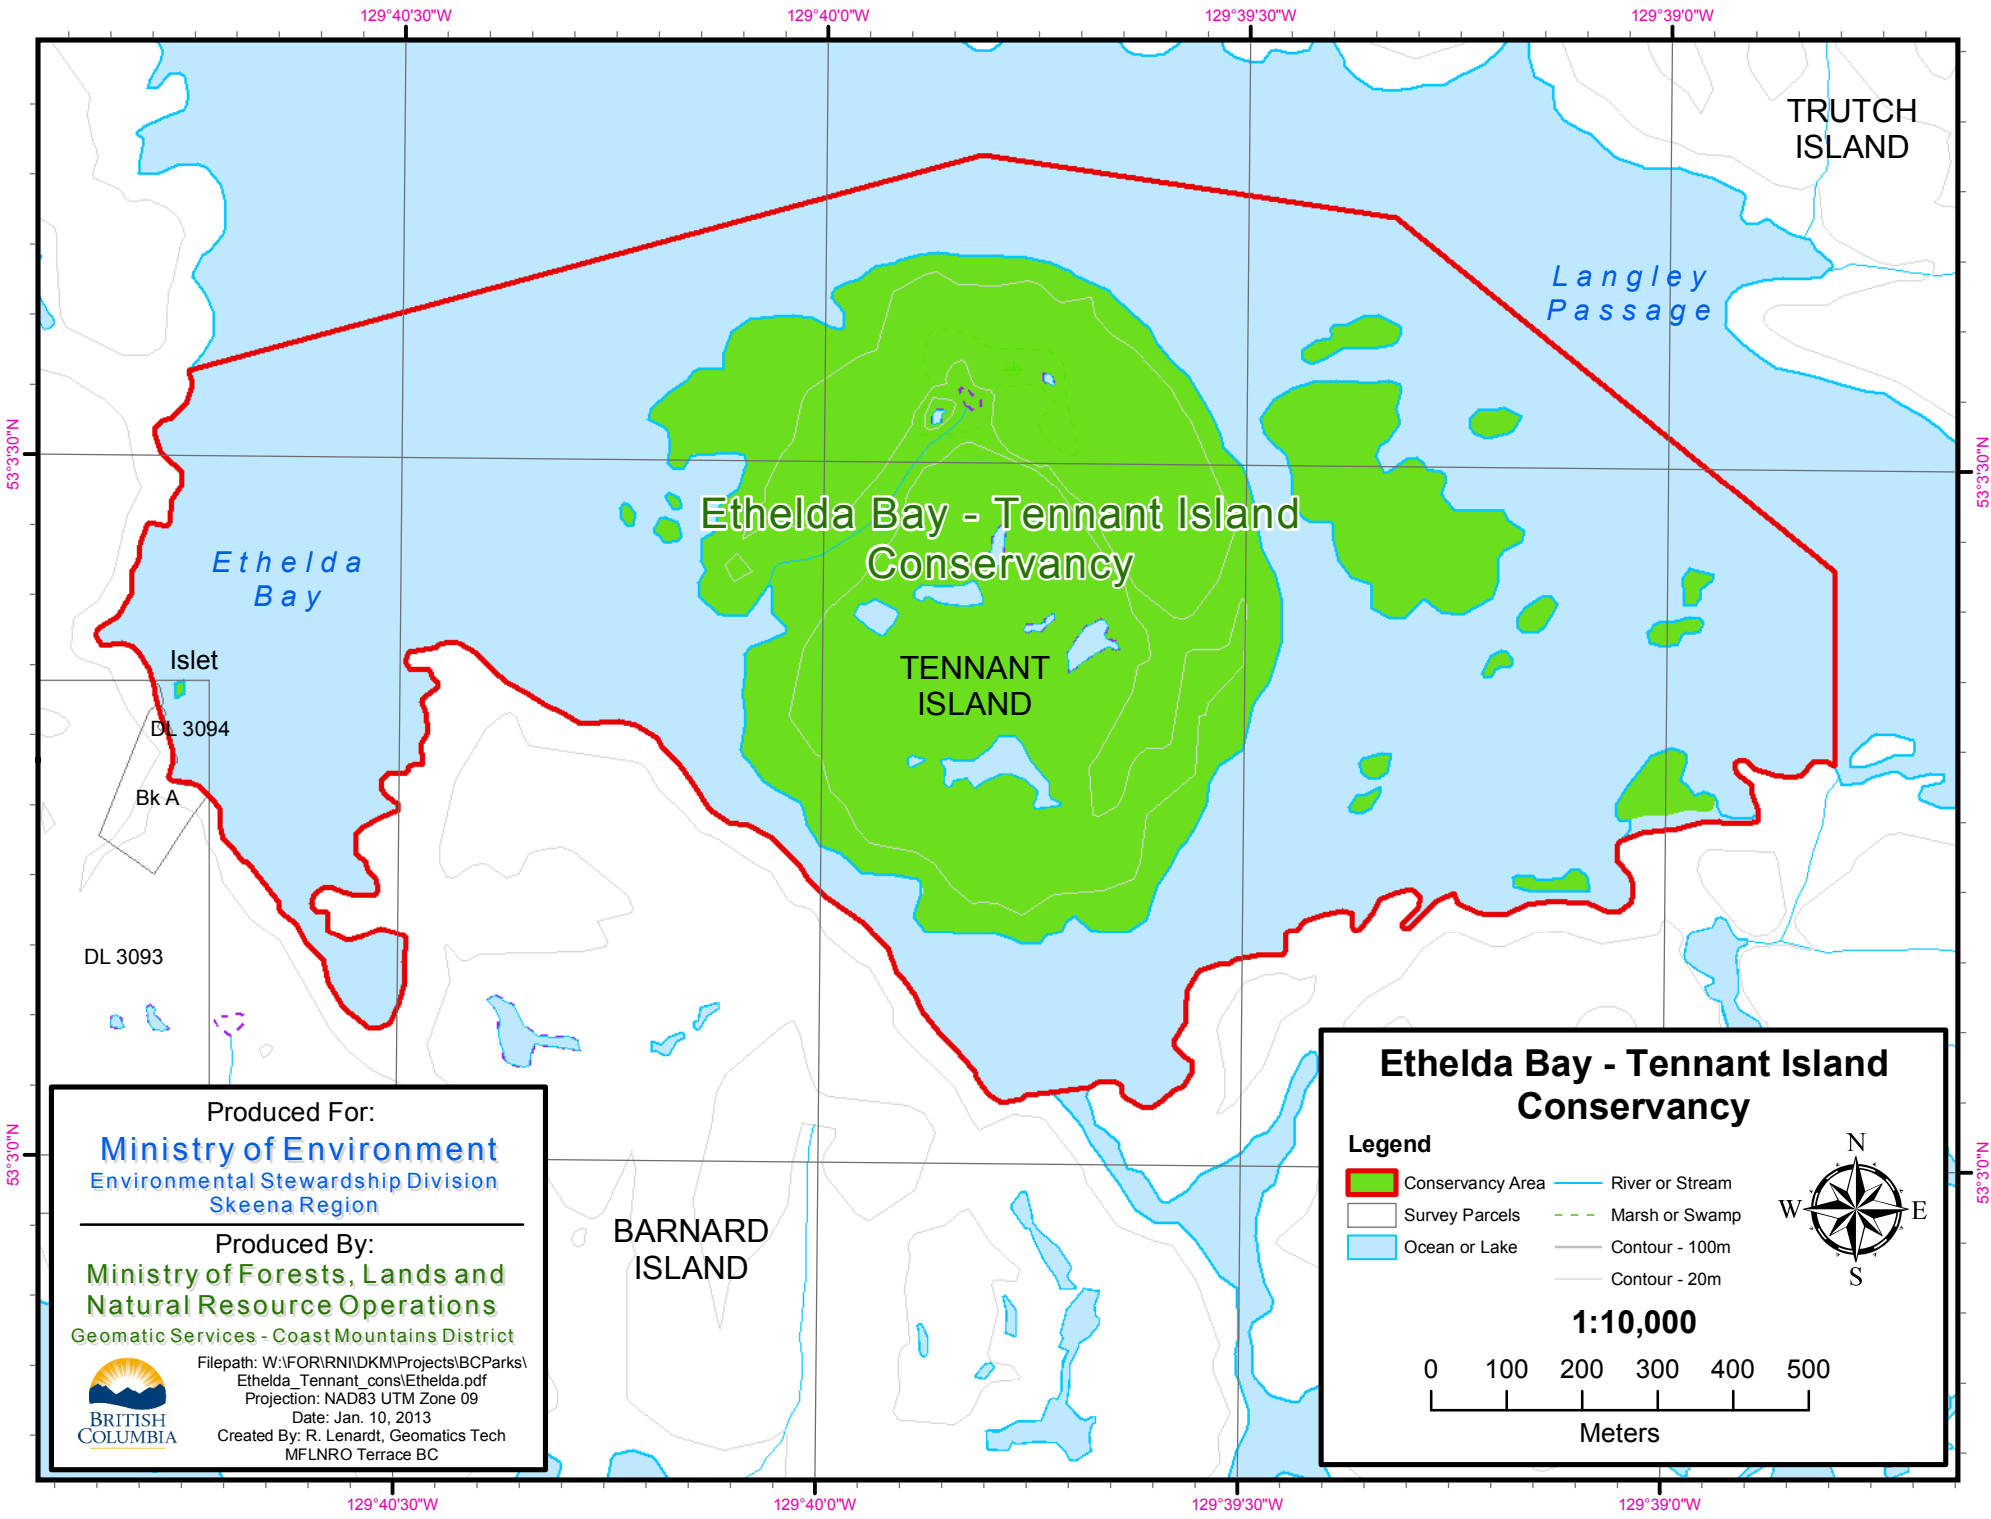 129°40'30"W
129°40'0"W
129°39'30"W
129°39'0"W
TRUTCH
ISLAND
Langley
Passage
53°3'30"N
53°3'30"N
Ethelda Bay - Tennant Island
Conservancy
Ethelda
Bay
Islet
TENNANT
ISLAND
DL 3094
Bk A
DL 3093
53°3'0"N
53°3'0"N
BARNARD
ISLAND
Produced For:
Ministry of Environment
Environmental Stewardship Division
Skeena Region
Produced By:
Ministry of Forests, Lands and
Natural Resource Operations
Geomatic Services - Coast Mountains District
BRITISH
COLUMBIA
Filepath: W:\FOR\RNI\DKM\Projects\BCParks\
Ethelda_Tennant_cons\Ethelda.pdf
Projection: NAD83 UTM Zone 09
Date: Jan. 10, 2013
Created By: R. Lenardt, Geomatics Tech
MFLNRO Terrace BC
Ethelda Bay - Tennant Island
Conservancy
Legend
Conservancy Area
Survey Parcels
Ocean or Lake
River or Stream
Marsh or Swamp
Contour - 100m
Contour - 20m
N
W
E
S
1:10,000
0 100 200 300 400 500
Meters
129°40'30"W
129°40'0"W
129°39'30"W
129°39'0"W